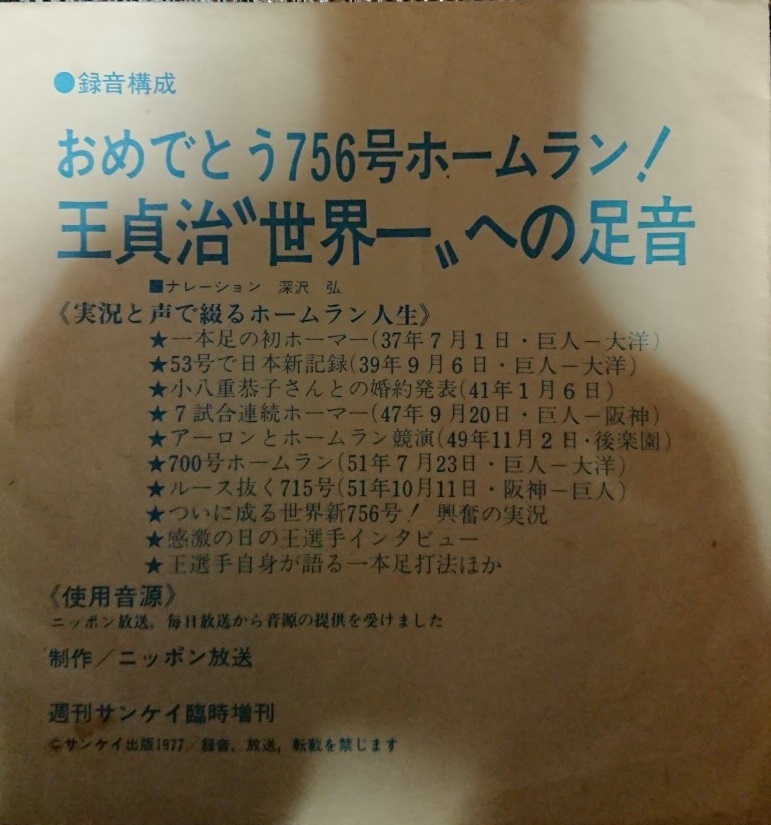 ●録音構成
おめでとう756号ホームラン!
王貞治〝世界一〟への足音
■ナレーション 深沢 弘
《実況と声で綴るホームラン人生》
★一本足の初ホーマー(37年7月1日・巨人−大洋)
★53号で日本新記録(39年9月6日・巨人−大洋)
★小八重恭子さんとの婚約発表(41年1月6日)
★7試合連続ホーマー(47年9月20日・巨人−阪神)
★アーロンとホームラン競演(49年11月2日・後楽園)
★700号ホームラン(51年7月23日・巨人−大洋)
★ルース抜く715号(51年10月11日・阪神−巨人)
★ついに成る世界新756号! 興奮の実況
★感激の日の王選手インタビュー
★王選手自身が語る一本足打法ほか
《使用音源》
ニッポン放送，毎日放送から音源の提供を受けました
制作／ニッポン放送
週刊サンケイ臨時増刊
©サンケイ出版1977／録音，放送，転載を禁じます